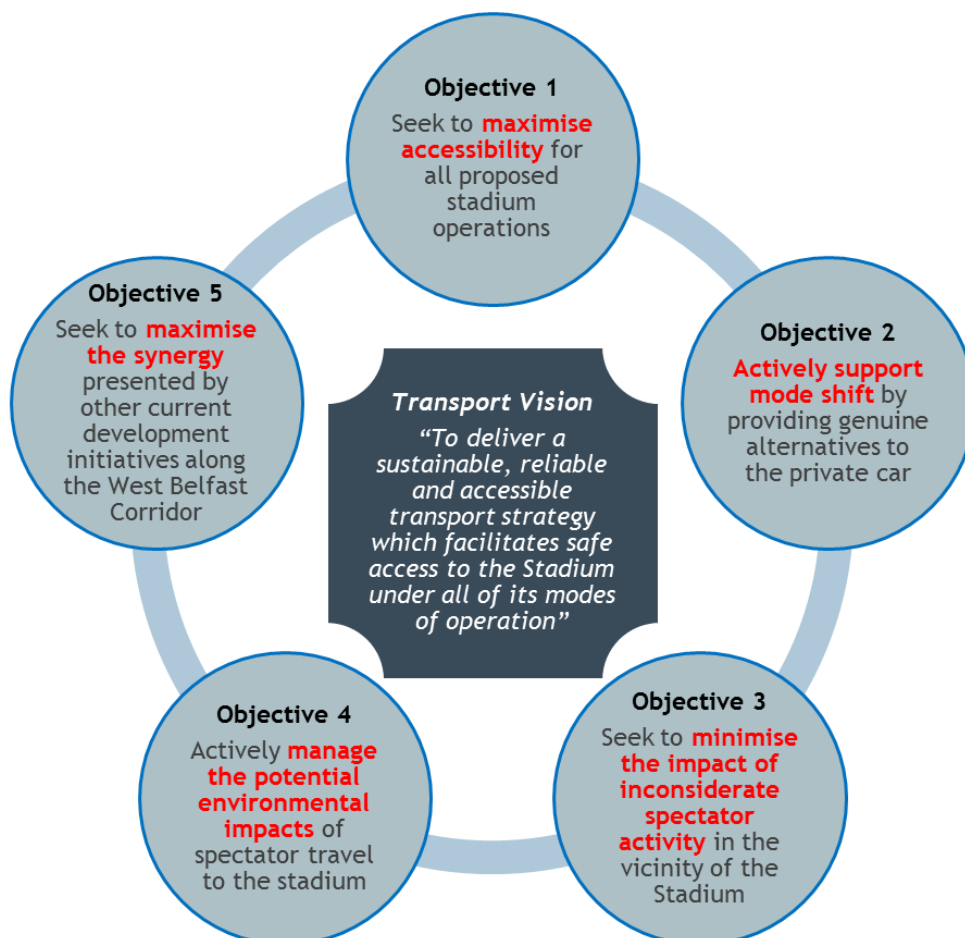 Objective 1
Seek to maximise
accessibility for
all proposed
stadium
operations
Objective 2
Actively support
mode shift by
providing genuine
alternatives to
the private car
Objective 3
Seek to minimise
the impact of
inconsiderate
spectator
activity in the
vicinity of the
Stadium
Objective 4
Actively manage
the potential
environmental
impacts of
spectator travel
to the stadium
Objective 5
Seek to maximise
the synergy
presented by
other current
development
initiatives along
the West Belfast
Corridor
Transport Vision
“To deliver a
sustainable, reliable
and accessible
transport strategy
which facilitates safe
access to the Stadium
under all of its modes
of operation”